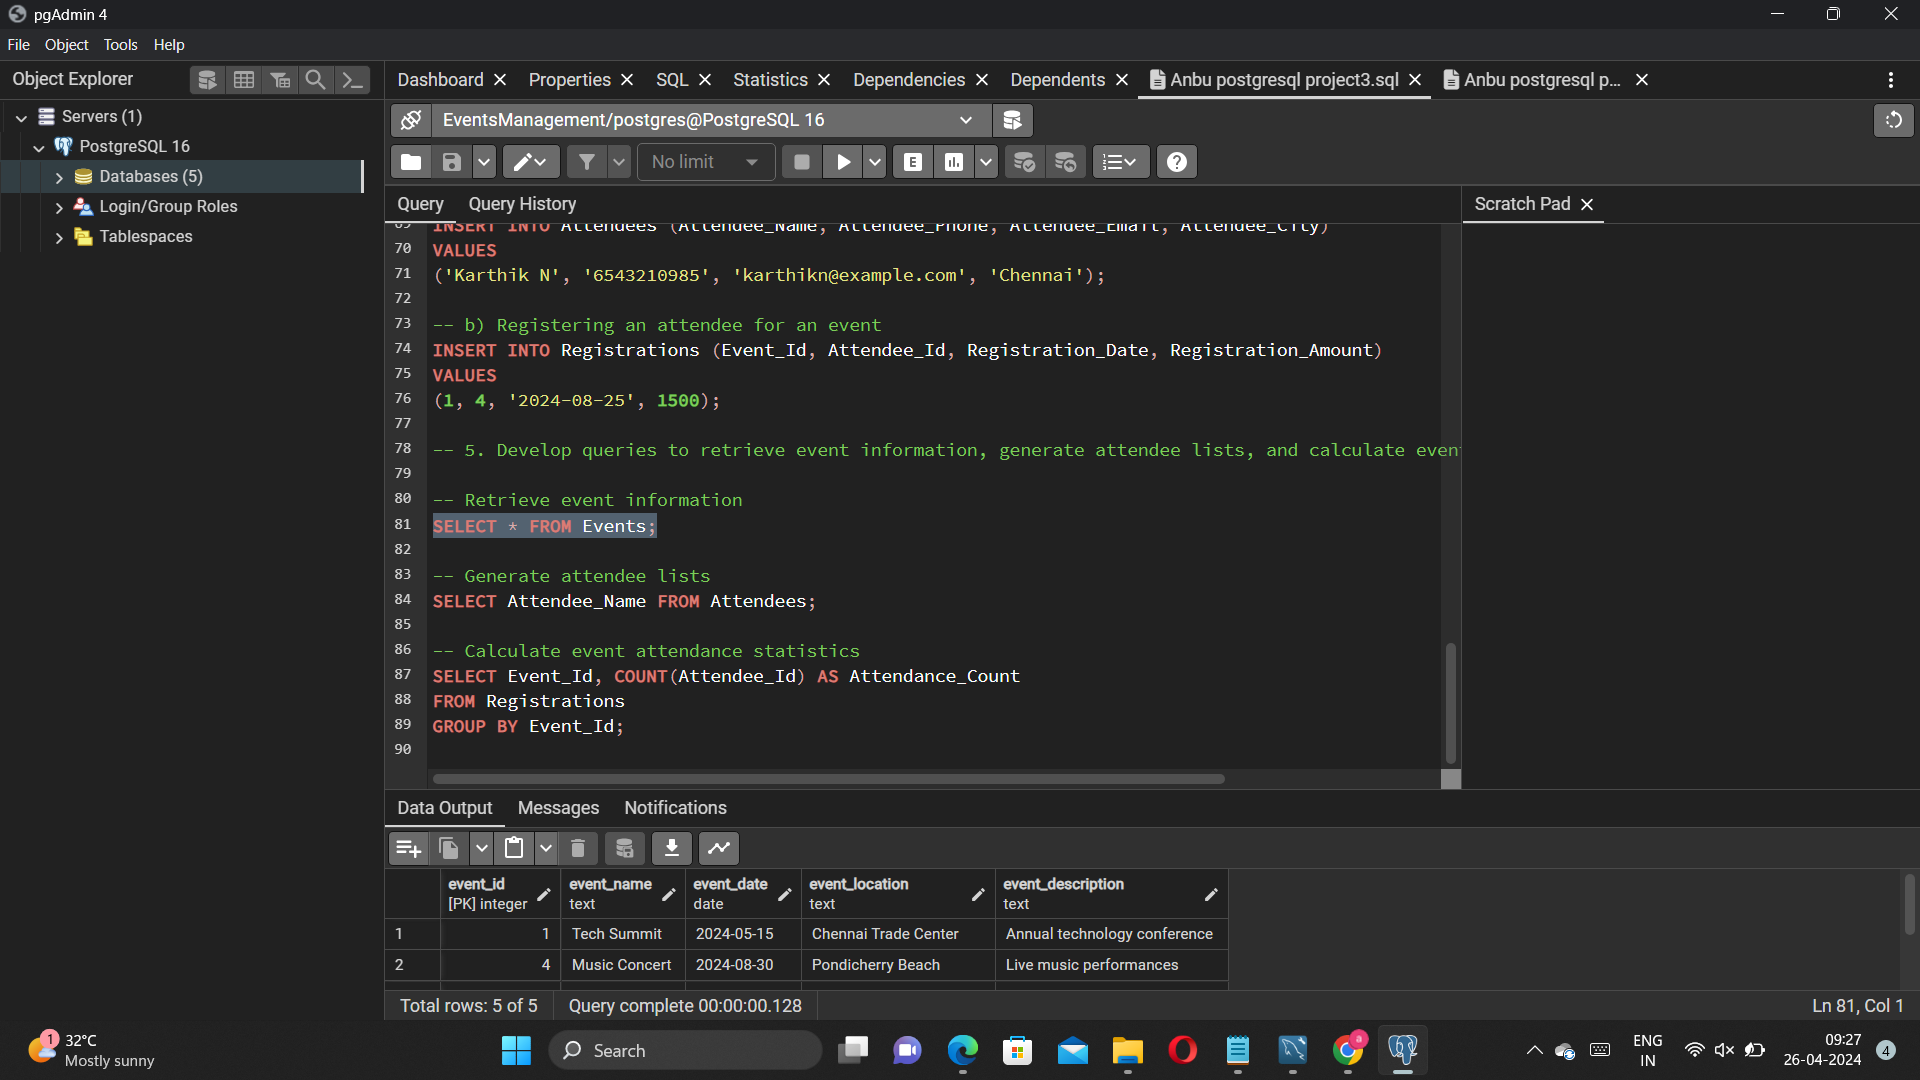 pgAdmin 4
File Object Tools Help
Object Explorer
Servers (1)
PostgreSQL 16
Databases (5)
Login/Group Roles
Tablespaces
Dashboard Properties SQL Statistics Dependencies Dependents Anbu postgresql project3.sql Anbu postgresql p...
EventsManagement/postgres@PostgreSQL 16
No limit
E
Query Query History
Scratch Pad
69 INSERT INTO Attendees (Attendee_Name, Attendee_Phone, Attendee_Email, Attendee_City)
70 VALUES
71 ('Karthik N', '6543210985', 'karthikn@example.com', 'Chennai');
72
73 -- b) Registering an attendee for an event
74 INSERT INTO Registrations (Event_Id, Attendee_Id, Registration_Date, Registration_Amount)
75 VALUES
76 (1, 4, '2024-08-25', 1500);
77
78 -- 5. Develop queries to retrieve event information, generate attendee lists, and calculate even
79
80 -- Retrieve event information
81 SELECT * FROM Events;
82
83 -- Generate attendee lists
84 SELECT Attendee_Name FROM Attendees;
85
86 -- Calculate event attendance statistics
87 SELECT Event_Id, COUNT(Attendee_Id) AS Attendance_Count
88 FROM Registrations
89 GROUP BY Event_Id;
90
Data Output Messages Notifications
event_id event_name event_date event_location event_description
[PK] integer text date text text
1 1 Tech Summit 2024-05-15 Chennai Trade Center Annual technology conference
2 4 Music Concert 2024-08-30 Pondicherry Beach Live music performances
Total rows: 5 of 5 Query complete 00:00:00.128 Ln 81, Col 1
1 32°C
Mostly sunny
Search
a
ENG
IN
09:27
26-04-2024
4